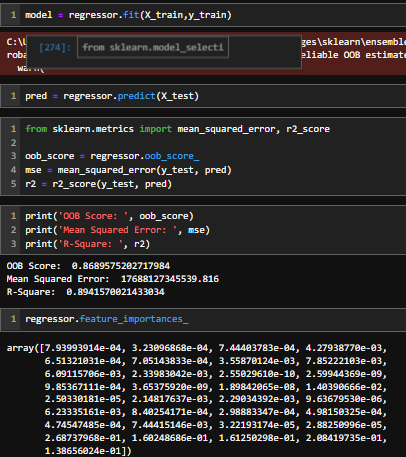 1 model = regressor.fit(X_train,y_train)
[274]: from sklearn.model_selecti
ges\sklearn\ensemble
roba eliable OOB estimate
warn(
1 pred = regressor.predict(X_test)
1 from sklearn.metrics import mean_squared_error, r2_score
2
3 oob_score = regressor.oob_score_
4 mse = mean_squared_error(y_test, pred)
5 r2 = r2_score(y_test, pred)
1 print('OOB Score: ', oob_score)
2 print('Mean Squared Error: ', mse)
3 print('R-Square: ', r2)
OOB Score:  0.8689575202717984
Mean Squared Error:  17688127345539.816
R-Square:  0.8941570021433034
1 regressor.feature_importances_
array([7.93993914e-04, 3.23096868e-04, 7.44403783e-04, 4.27938770e-03,
6.51321031e-04, 7.05143833e-04, 3.55870124e-03, 7.85222103e-03,
6.09115706e-03, 2.33983042e-03, 2.55029610e-10, 2.59944369e-09,
9.85367111e-04, 3.65375920e-09, 1.89842065e-08, 1.40390666e-02,
2.50330181e-05, 2.14817637e-03, 2.29034392e-03, 9.63679530e-06,
6.23335161e-03, 8.40254171e-04, 2.98883347e-04, 4.98150325e-04,
4.74547485e-04, 7.44415146e-03, 3.22193174e-05, 2.88250996e-05,
2.68737968e-01, 1.60248686e-01, 1.61250298e-01, 2.08419735e-01,
1.38656024e-01])